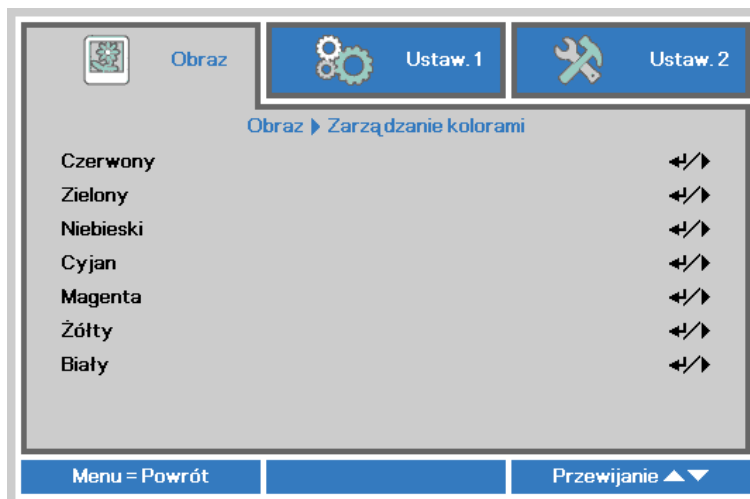 Obraz Ustaw. 1 Ustaw. 2
Obraz ▶ Zarządzanie kolorami
Czerwony ↵/▶
Zielony ↵/▶
Niebieski ↵/▶
Cyjan ↵/▶
Magenta ↵/▶
Żółty ↵/▶
Biały ↵/▶
Menu = Powrót Przewijanie ▲▼